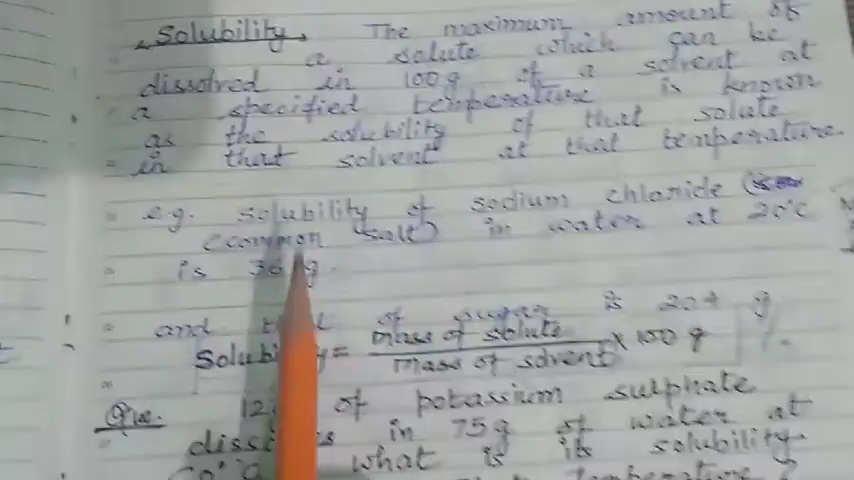 Solubility. The maximum amount of
a solute which can be
dissolved in 100g of a solvent at
a specified temperature is known
as the solubility of that solute
in that solvent at that temperature.
e.g. solubility of sodium chloride
(common salt) in water at 20°C
is 36 g.
and of sugar is 204 g
Solubility = mass of solute / mass of solvent × 100 g
Que. of potassium sulphate
in 75g of water at
what is its solubility
temperature?